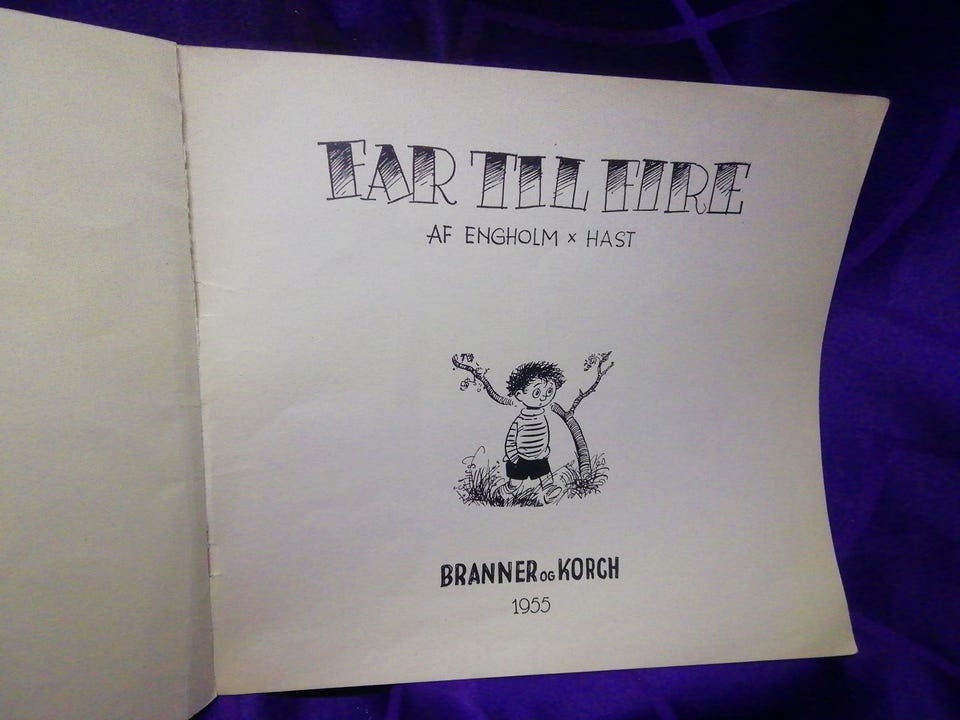 FAR TIL FIRE
AF ENGHOLM x HAST
BRANNER OG KORCH
1955